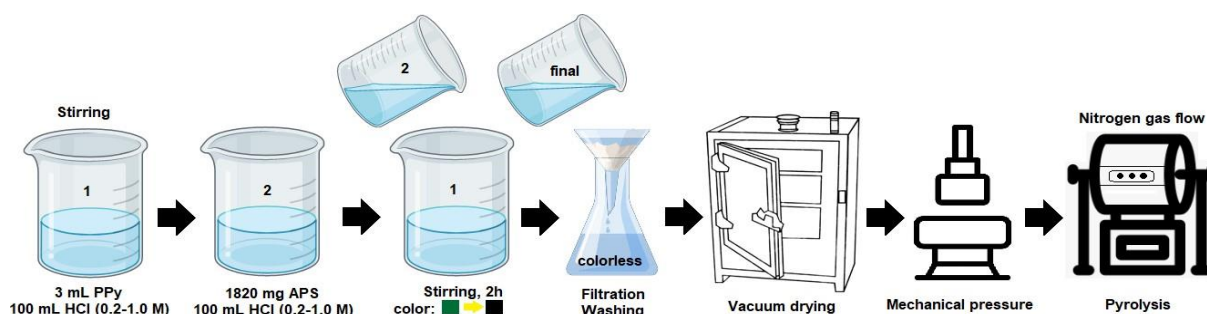 Stirring
1
3 mL PPy
100 mL HCl (0.2-1.0 M)
2
1820 mg APS
100 mL HCl (0.2-1.0 M)
2
1
Stirring, 2h
color:
final
colorless
Filtration
Washing
Vacuum drying
Mechanical pressure
Nitrogen gas flow
Pyrolysis